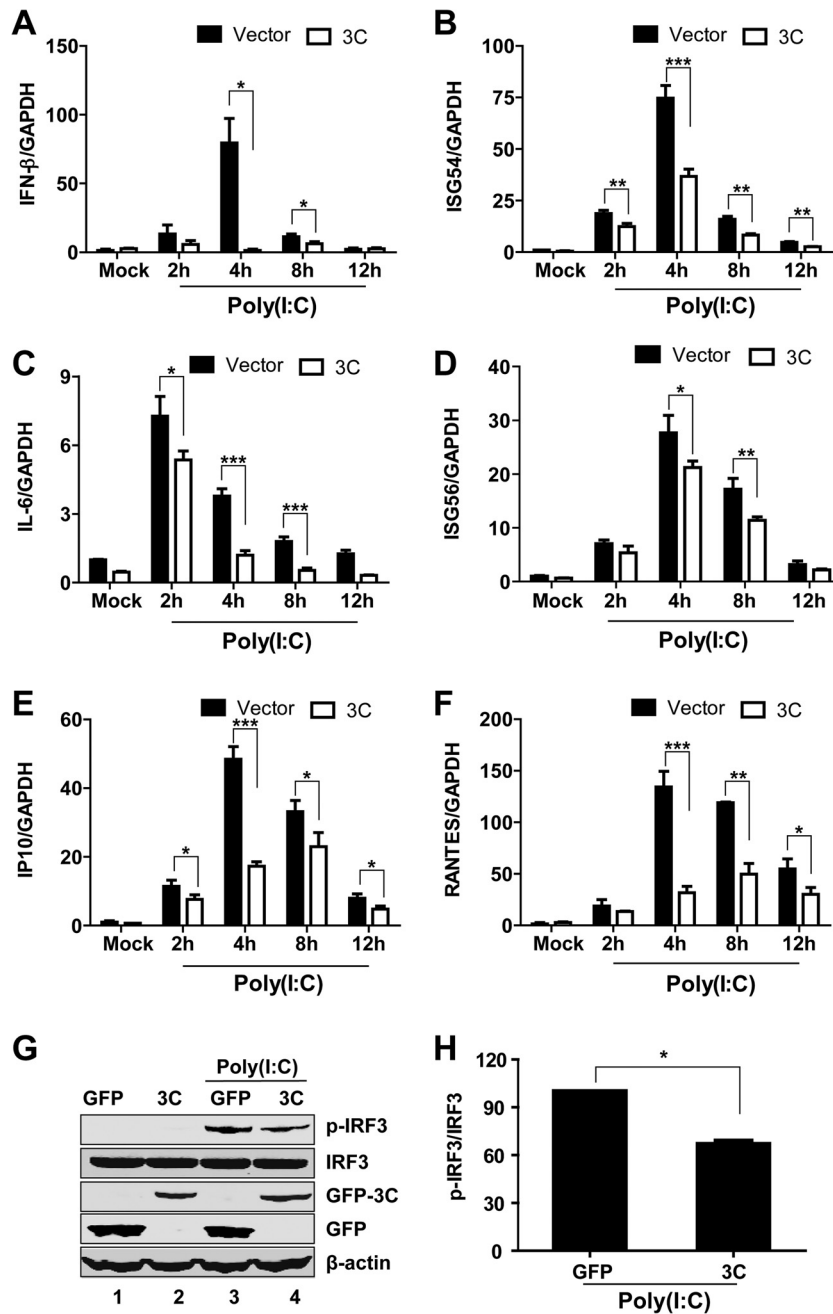 A
Vector 3C
IFN-β/GAPDH
150
100
50
0
*
*
Mock 2h 4h 8h 12h
Poly(I:C)
B
Vector 3C
ISG54/GAPDH
100
75
50
25
0
**
***
**
**
Mock 2h 4h 8h 12h
Poly(I:C)
C
Vector 3C
IL-6/GAPDH
9
6
3
0
*
***
***
Mock 2h 4h 8h 12h
Poly(I:C)
D
Vector 3C
ISG56/GAPDH
40
30
20
10
0
*
**
Mock 2h 4h 8h 12h
Poly(I:C)
E
Vector 3C
IP10/GAPDH
60
40
20
0
*
***
*
*
Mock 2h 4h 8h 12h
Poly(I:C)
F
Vector 3C
RANTES/GAPDH
200
150
100
50
0
***
**
*
Mock 2h 4h 8h 12h
Poly(I:C)
G
Poly(I:C)
GFP 3C GFP 3C
p-IRF3
IRF3
GFP-3C
GFP
β-actin
1 2 3 4
H
p-IRF3/IRF3
120
90
60
30
0
*
GFP 3C
Poly(I:C)